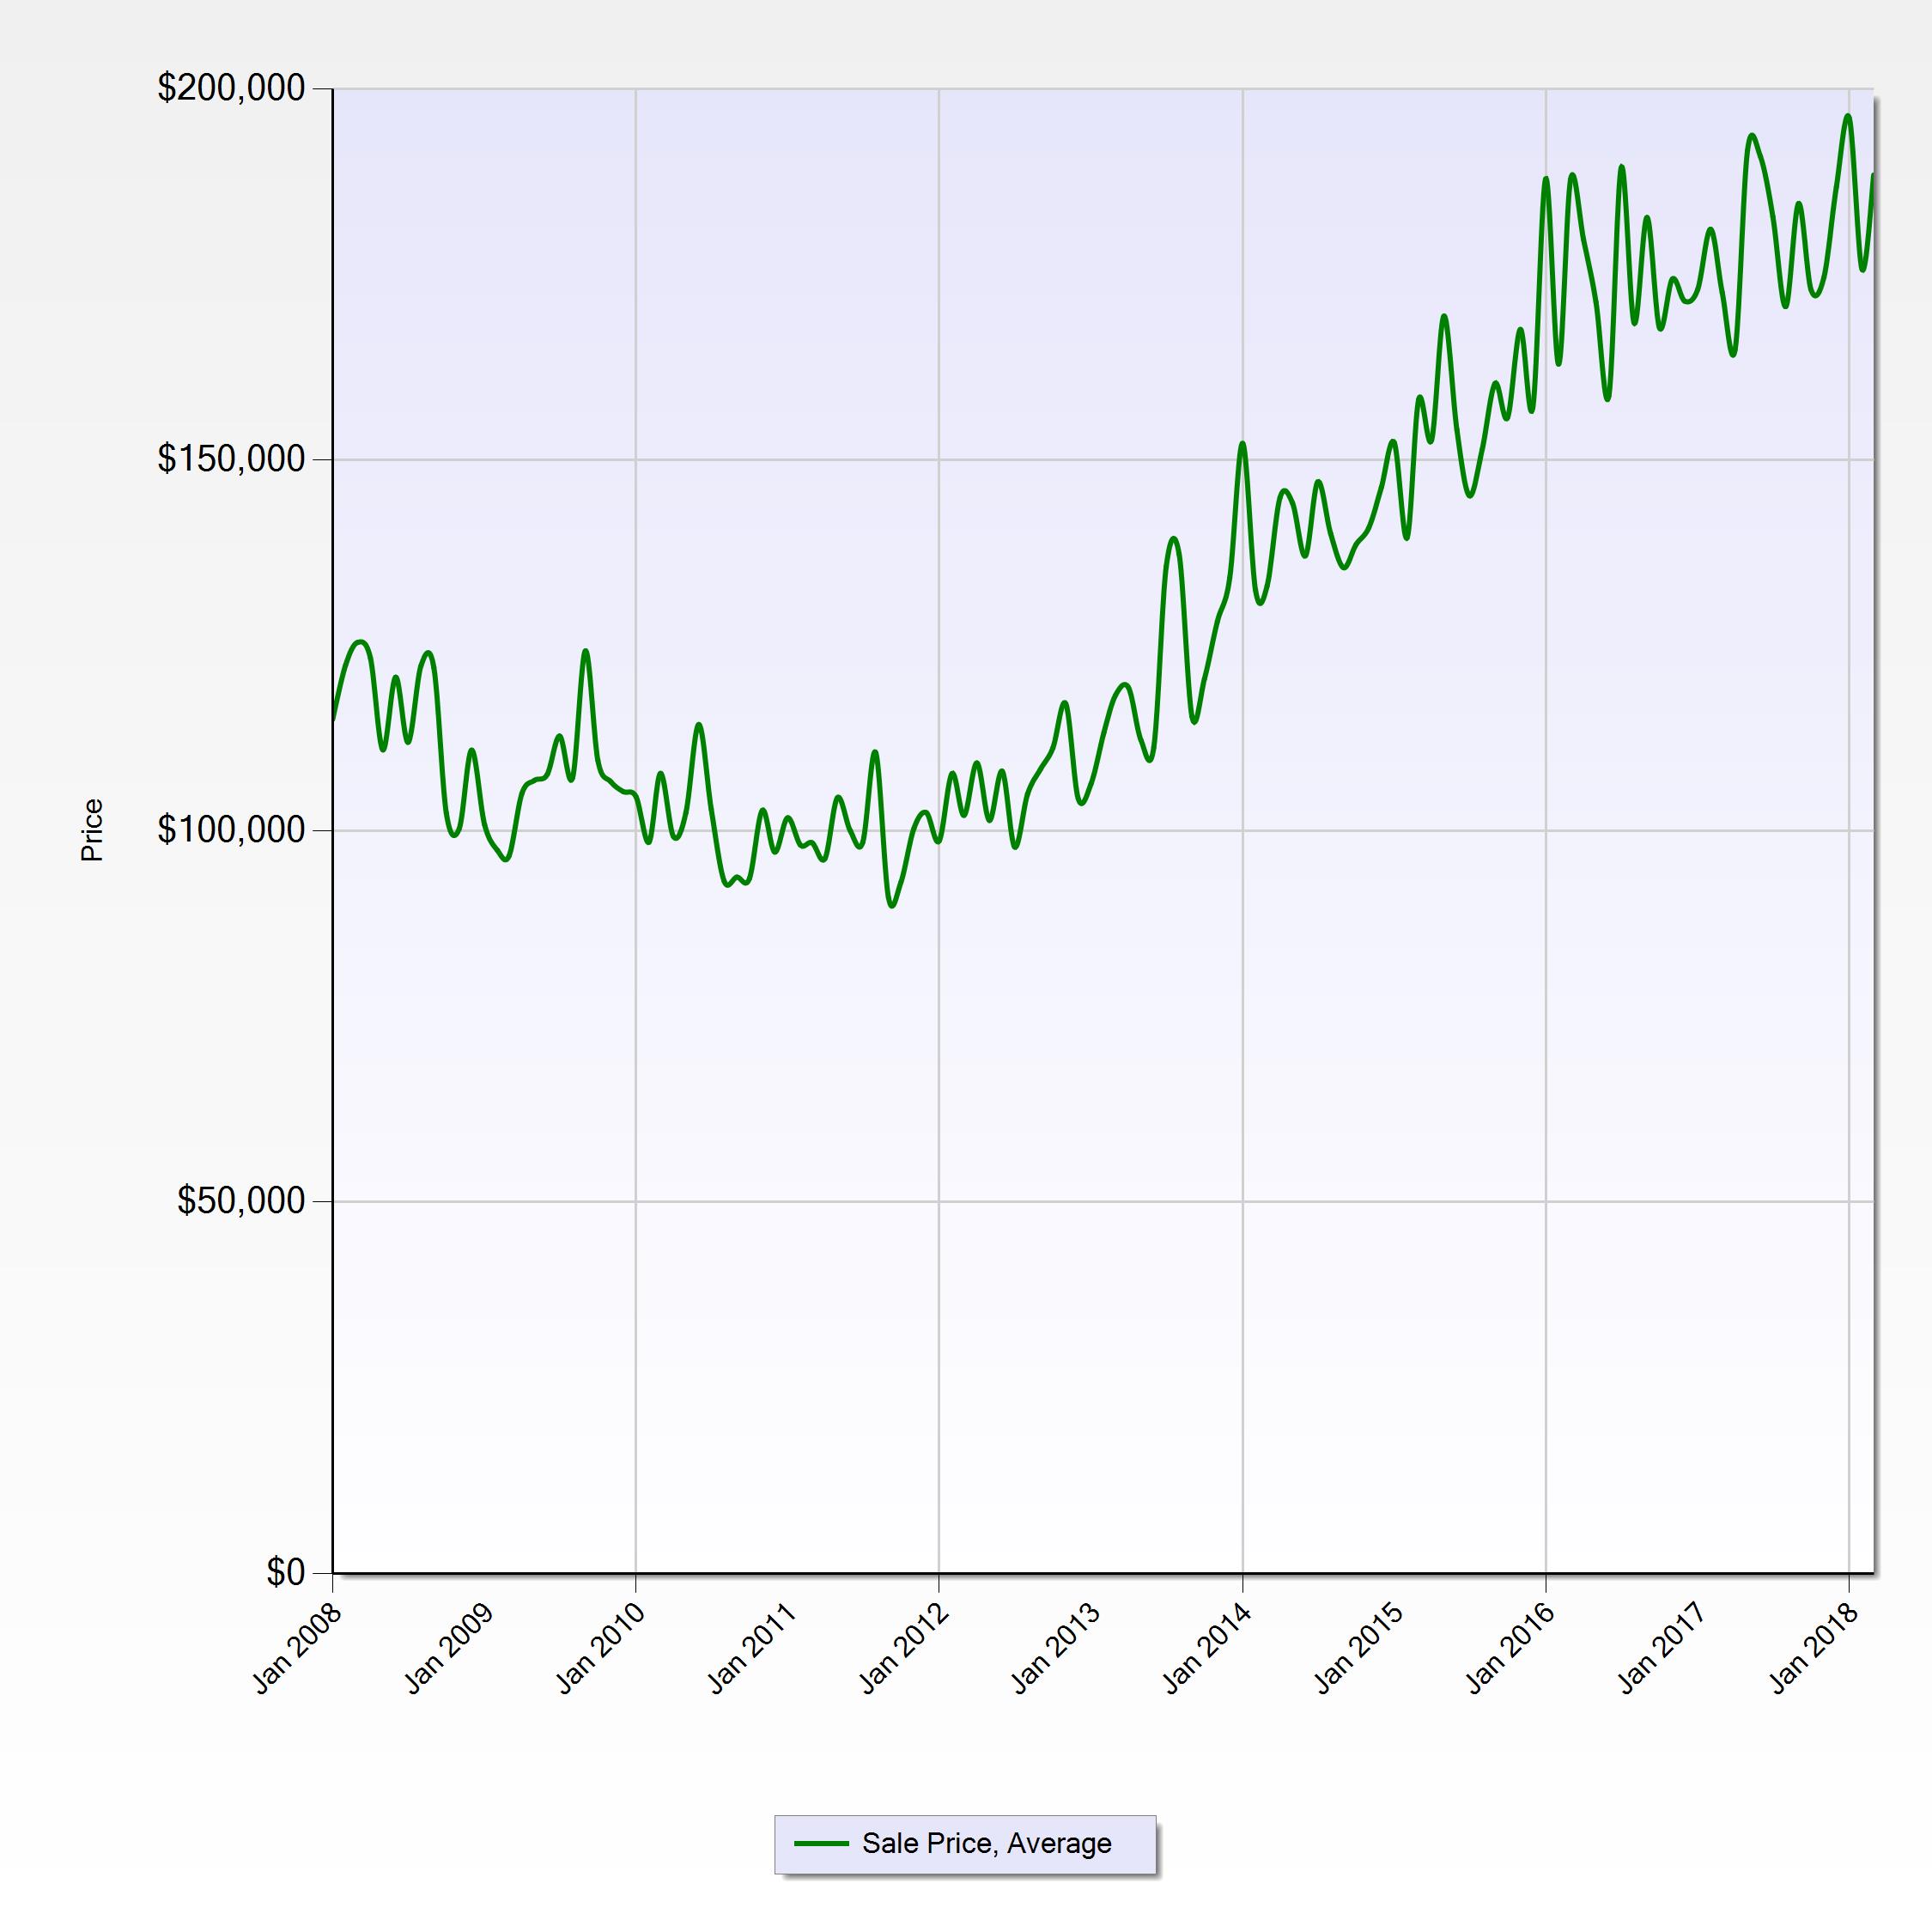 $200,000
$150,000
Price
$100,000
$50,000
$0
Jan 2008
Jan 2009
Jan 2010
Jan 2011
Jan 2012
Jan 2013
Jan 2014
Jan 2015
Jan 2016
Jan 2017
Jan 2018
Sale Price, Average